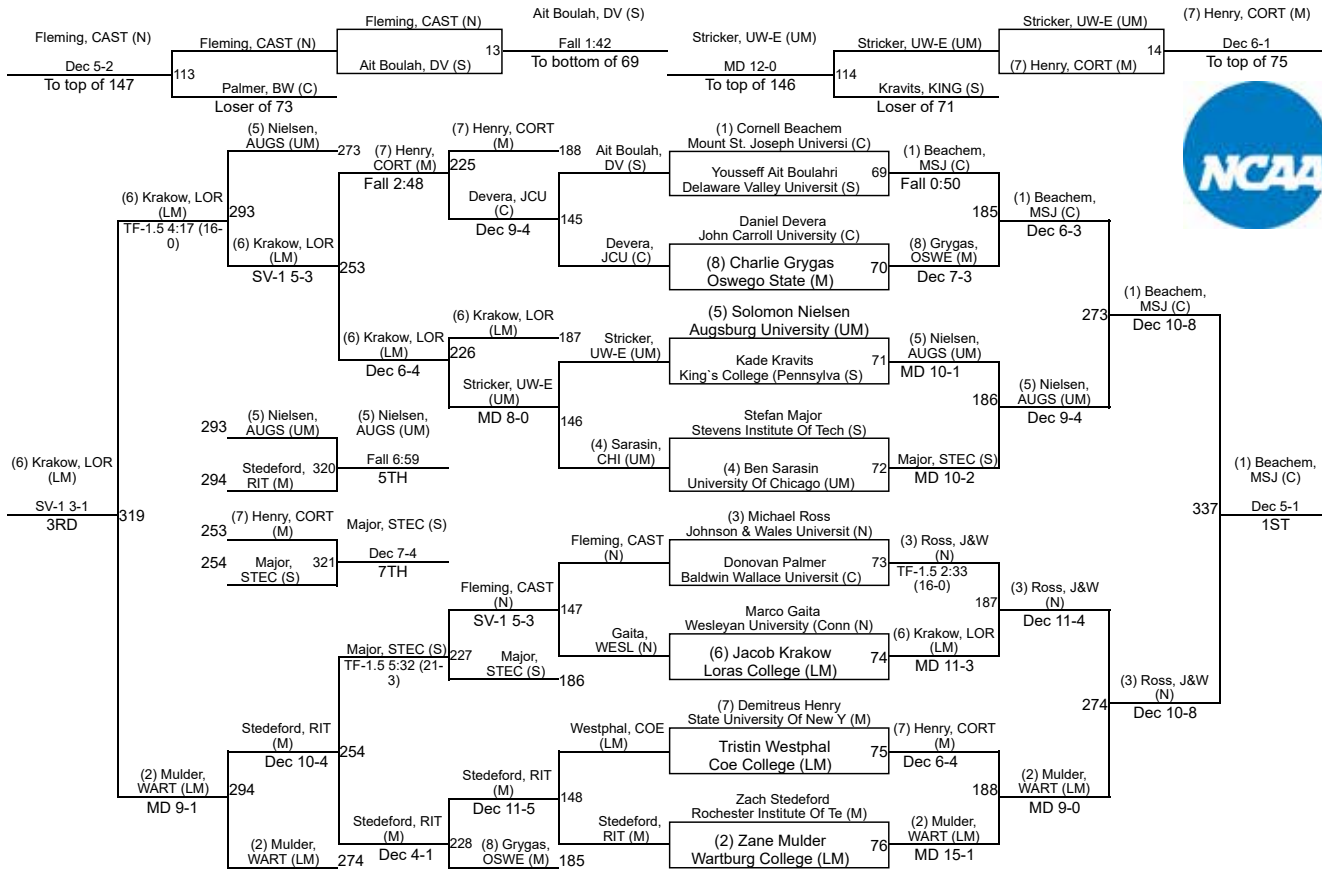 Fleming, CAST (N)
Dec 5-2
To top of 147
113
Fleming, CAST (N)
Palmer, BW (C)
Loser of 73
Fleming, CAST (N)
Ait Boulah, DV (S)
13
Ait Boulah, DV (S)
Fall 1:42
To bottom of 69
Stricker, UW-E (UM)
MD 12-0
To top of 146
114
Stricker, UW-E (UM)
Kravits, KING (S)
Loser of 71
Stricker, UW-E (UM)
(7) Henry, CORT (M)
14
(7) Henry, CORT (M)
Dec 6-1
To top of 75
NCAA
(5) Nielsen,
AUGS (UM)
273
(6) Krakow, LOR
(LM)
TF-1.5 4:17 (16-
0)
293
(6) Krakow, LOR
(LM)
SV-1 5-3
(7) Henry,
CORT (M)
Fall 2:48
253
(6) Krakow, LOR
(LM)
Dec 6-4
(7) Henry, CORT
(M)
188
225
Devera, JCU
(C)
Dec 9-4
(6) Krakow, LOR
(LM)
187
226
Stricker, UW-E
(UM)
MD 8-0
Ait Boulah,
DV (S)
145
Devera,
JCU (C)
Stricker,
UW-E (UM)
146
(4) Sarasin,
CHI (UM)
(1) Cornell Beachem
Mount St. Joseph Universi (C)
69
Yousseff Ait Boulahri
Delaware Valley Universit (S)
Daniel Devera
John Carroll University (C)
70
(8) Charlie Grygas
Oswego State (M)
(5) Solomon Nielsen
Augsburg University (UM)
71
Kade Kravits
King`s College (Pennsylva (S)
Stefan Major
Stevens Institute Of Tech (S)
72
(4) Ben Sarasin
University Of Chicago (UM)
(1) Beachem,
MSJ (C)
Fall 0:50
185
(8) Grygas,
OSWE (M)
Dec 7-3
(5) Nielsen,
AUGS (UM)
MD 10-1
186
Major, STEC (S)
MD 10-2
(1) Beachem,
MSJ (C)
Dec 6-3
273
(5) Nielsen,
AUGS (UM)
Dec 9-4
(1) Beachem,
MSJ (C)
Dec 10-8
337
(1) Beachem,
MSJ (C)
Dec 5-1
1ST
293
(5) Nielsen,
AUGS (UM)
294
Stedeford,
RIT (M)
320
(5) Nielsen,
AUGS (UM)
Fall 6:59
5TH
(6) Krakow, LOR
(LM)
SV-1 3-1
3RD
319
253
(7) Henry, CORT
(M)
254
Major,
STEC (S)
321
Major, STEC (S)
Dec 7-4
7TH
Major, STEC (S)
TF-1.5 5:32 (21-
3)
Fleming, CAST
(N)
SV-1 5-3
227
Major,
STEC (S)
186
Fleming, CAST
(N)
147
Gaita,
WESL (N)
(3) Michael Ross
Johnson & Wales Universit (N)
73
Donovan Palmer
Baldwin Wallace Universit (C)
Marco Gaita
Wesleyan University (Conn (N)
74
(6) Jacob Krakow
Loras College (LM)
(3) Ross, J&W
(N)
TF-1.5 2:33
(16-0)
187
(6) Krakow, LOR
(LM)
MD 11-3
(3) Ross, J&W
(N)
Dec 11-4
274
(3) Ross, J&W
(N)
Dec 10-8
Stedeford, RIT
(M)
Dec 10-4
254
(2) Mulder,
WART (LM)
MD 9-1
294
(2) Mulder,
WART (LM)
274
Stedeford, RIT
(M)
Dec 4-1
Stedeford, RIT
(M)
Dec 11-5
228
(8) Grygas,
OSWE (M)
185
Westphal, COE
(LM)
148
Stedeford,
RIT (M)
(7) Demitreus Henry
State University Of New Y (M)
75
Tristin Westphal
Coe College (LM)
Zach Stedeford
Rochester Institute Of Te (M)
76
(2) Zane Mulder
Wartburg College (LM)
(7) Henry, CORT
(M)
Dec 6-4
188
(2) Mulder,
WART (LM)
MD 15-1
(2) Mulder,
WART (LM)
MD 9-0